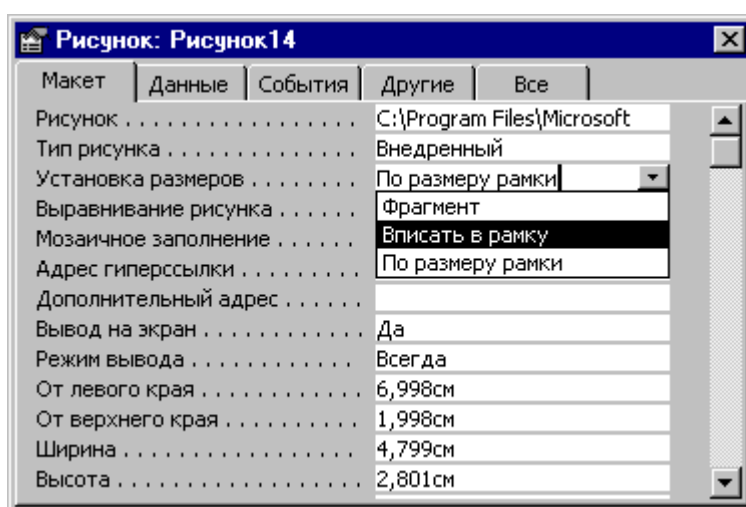 Рисунок: Рисунок14
Макет Данные События Другие Все
Рисунок . . . . . . . . . . . . . . . . . . C:\Program Files\Microsoft
Тип рисунка . . . . . . . . . . . . . . Внедренный
Установка размеров . . . . . . . . По размеру рамки
Выравнивание рисунка . . . . . . Фрагмент
Мозаичное заполнение . . . . . . Вписать в рамку
Адрес гиперссылки . . . . . . . . . По размеру рамки
Дополнительный адрес . . . . . .
Вывод на экран . . . . . . . . . . . . Да
Режим вывода . . . . . . . . . . . . Всегда
От левого края . . . . . . . . . . . . 6,998см
От верхнего края . . . . . . . . . . 1,998см
Ширина . . . . . . . . . . . . . . . . . 4,799см
Высота . . . . . . . . . . . . . . . . . . 2,801см